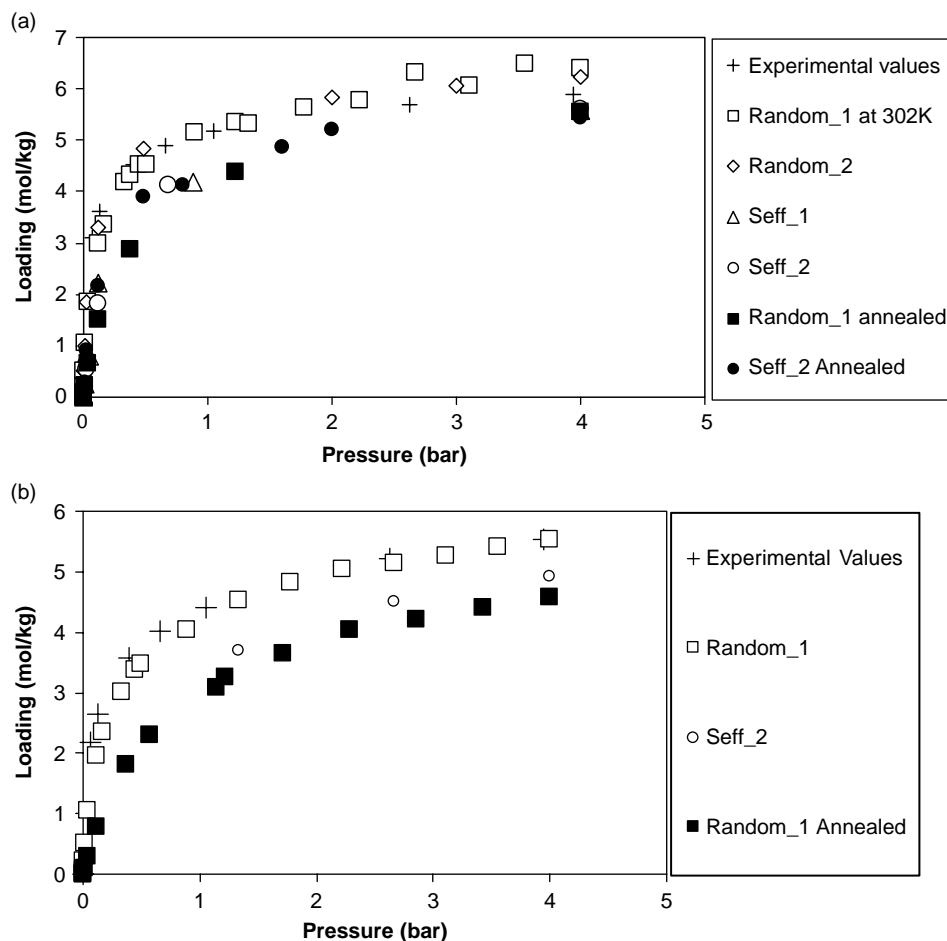 (a)
7
6
5
4
3
2
1
0
Loading (mol/kg)
0
1
2
3
4
5
Pressure (bar)
Experimental values
Random_1 at 302K
Random_2
Seff_1
Seff_2
Random_1 annealed
Seff_2 Annealed
(b)
6
5
4
3
2
1
0
Loading (mol/kg)
0
1
2
3
4
5
Pressure (bar)
Experimental Values
Random_1
Seff_2
Random_1 Annealed